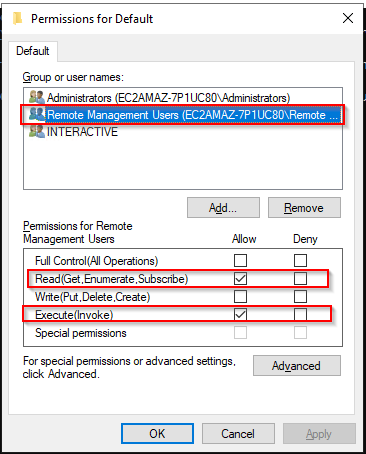 Permissions for Default
Default
Group or user names:
Administrators (EC2AMAZ-7P1UC80\Administrators)
Remote Management Users (EC2AMAZ-7P1UC80\Remote ...
INTERACTIVE
Add...
Remove
Permissions for Remote
Management Users
Allow
Deny
Full Control(All Operations)
Read(Get,Enumerate,Subscribe)
Write(Put,Delete,Create)
Execute(Invoke)
Special permissions
For special permissions or advanced settings,
click Advanced.
Advanced
OK
Cancel
Apply